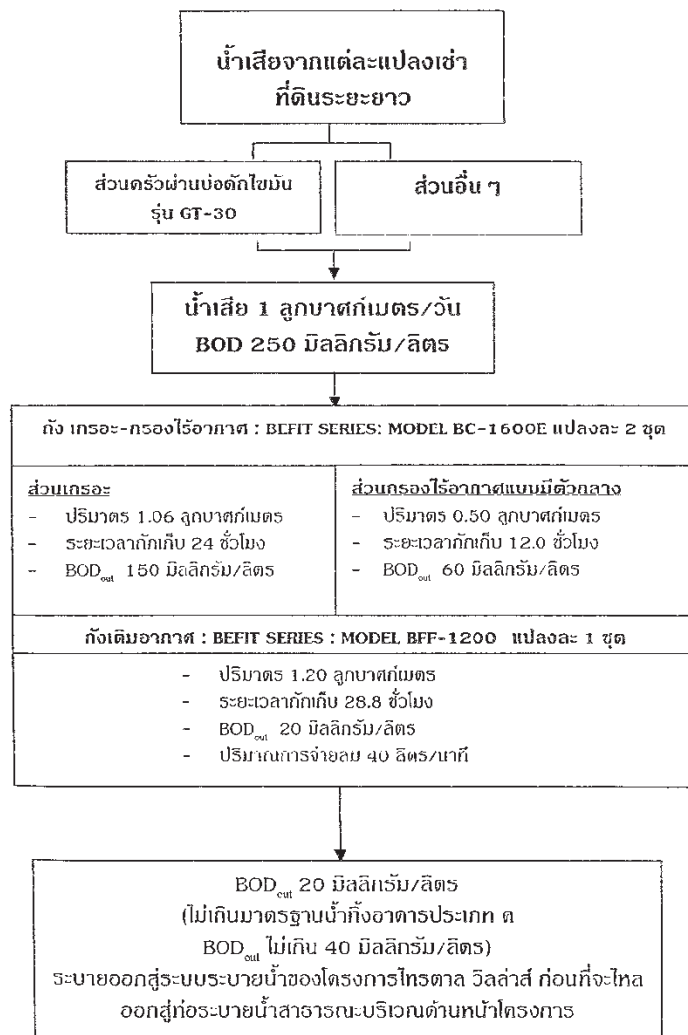 น้ำเสียจากแต่ละแปลงเช่า
ที่ดินระยะยาว
ส่วนครัวผ่านบ่อดักไขมัน
รุ่น GT-30
ส่วนอื่น ๆ
น้ำเสีย 1 ลูกบาศก์เมตร/วัน
BOD 250 มิลลิกรัม/ลิตร
ถัง เกรอะ-กรองไร้อากาศ : BEFIT SERIES: MODEL BC-1600E แปลงละ 2 ชุด
ส่วนเกรอะ
- ปริมาตร 1.06 ลูกบาศก์เมตร
- ระยะเวลากักเก็บ 24 ชั่วโมง
- BOD out 150 มิลลิกรัม/ลิตร
ส่วนกรองไร้อากาศแบบมีตัวกลาง
- ปริมาตร 0.50 ลูกบาศก์เมตร
- ระยะเวลากักเก็บ 12.0 ชั่วโมง
- BOD out 60 มิลลิกรัม/ลิตร
ถังเติมอากาศ : BEFIT SERIES : MODEL BFF-1200 แปลงละ 1 ชุด
- ปริมาตร 1.20 ลูกบาศก์เมตร
- ระยะเวลากักเก็บ 28.8 ชั่วโมง
- BOD out 20 มิลลิกรัม/ลิตร
- ปริมาณการจ่ายลม 40 ลิตร/นาที
BOD out 20 มิลลิกรัม/ลิตร
(ไม่เกินมาตรฐานน้ำทิ้งอาคารประเภท ค
BOD out ไม่เกิน 40 มิลลิกรัม/ลิตร)
ระบายออกสู่ระบบระบายน้ำของโครงการไทรตาล วิลล่าส์ ก่อนที่จะไหล
ออกสู่ท่อระบายน้ำสาธารณะบริเวณด้านหน้าโครงการ